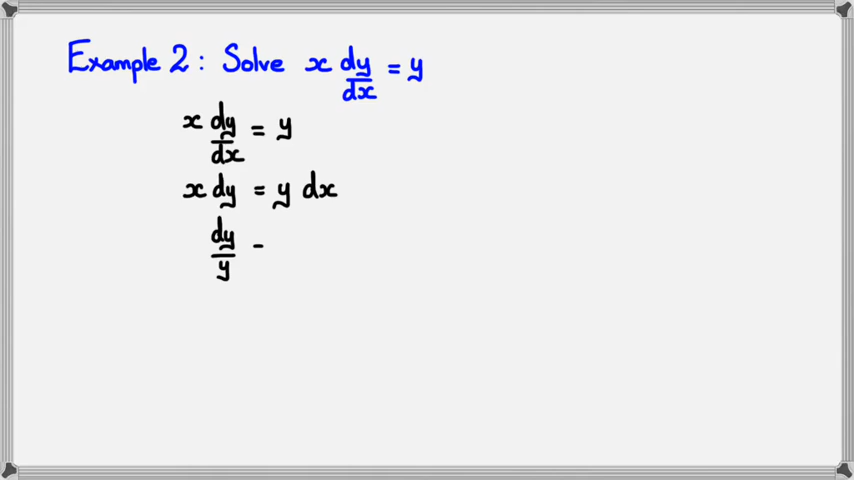 Example 2 : Solve x dy/dx = y
x dy/dx = y
x dy = y dx
dy/y -